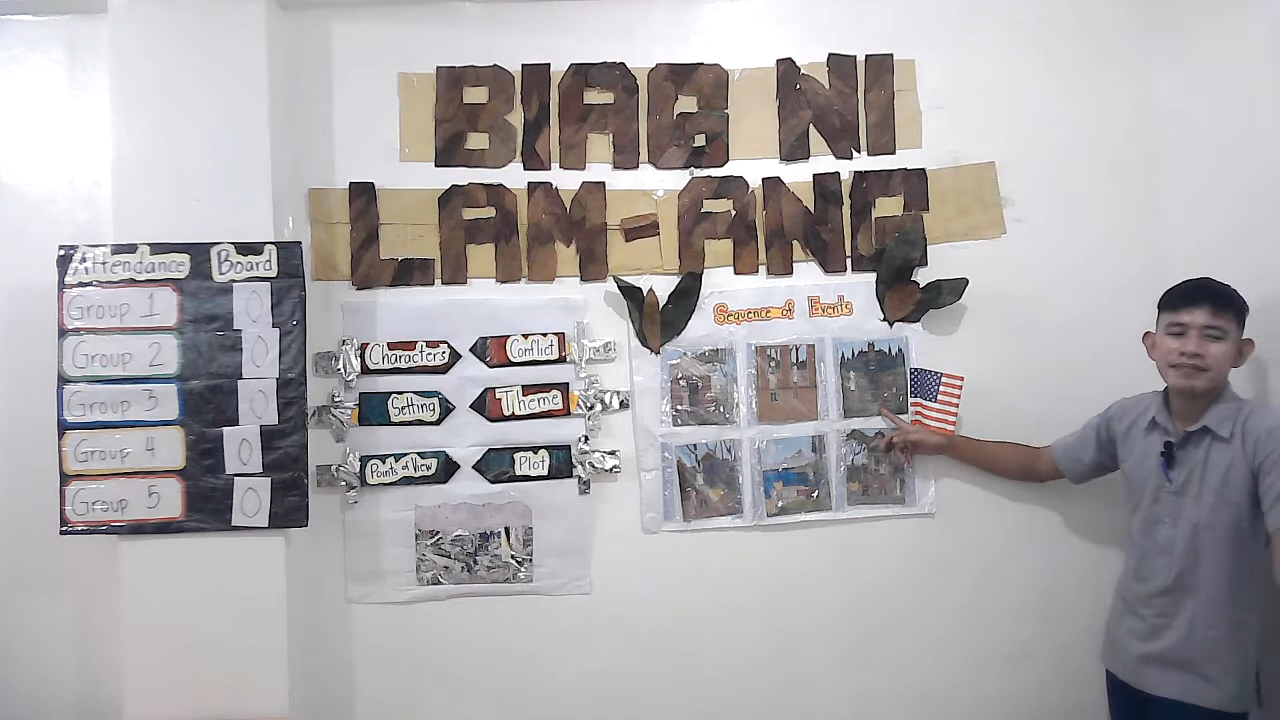 BIAG NI
LAM-ANG
Attendance Board
Group 1 0
Group 2 0
Group 3 0
Group 4 0
Group 5 0
Characters
Conflict
Setting
Theme
Points of View
Plot
Sequence of Events